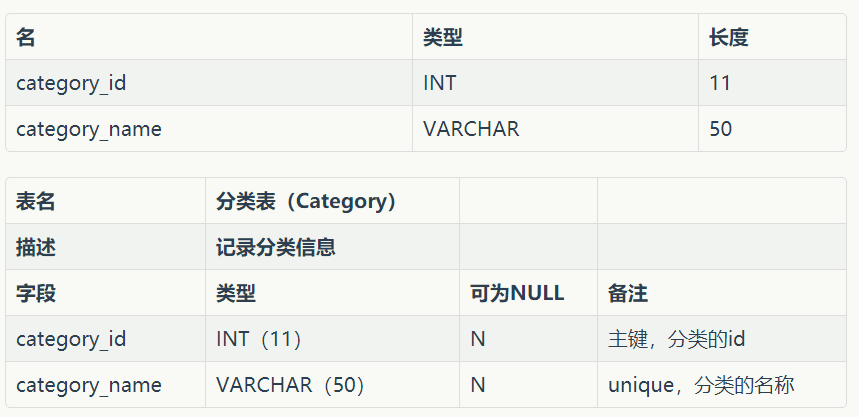 名 类型 长度
category_id INT 11
category_name VARCHAR 50
表名 分类表（Category）
描述 记录分类信息
字段 类型 可为NULL 备注
category_id INT（11） N 主键，分类的id
category_name VARCHAR（50） N unique，分类的名称